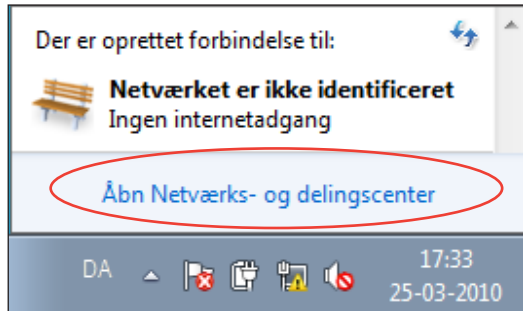 Der er oprettet forbindelse til:
Netværket er ikke identificeret
Ingen internetadgang
Åbn Netværks- og delingscenter
DA
17:33
25-03-2010